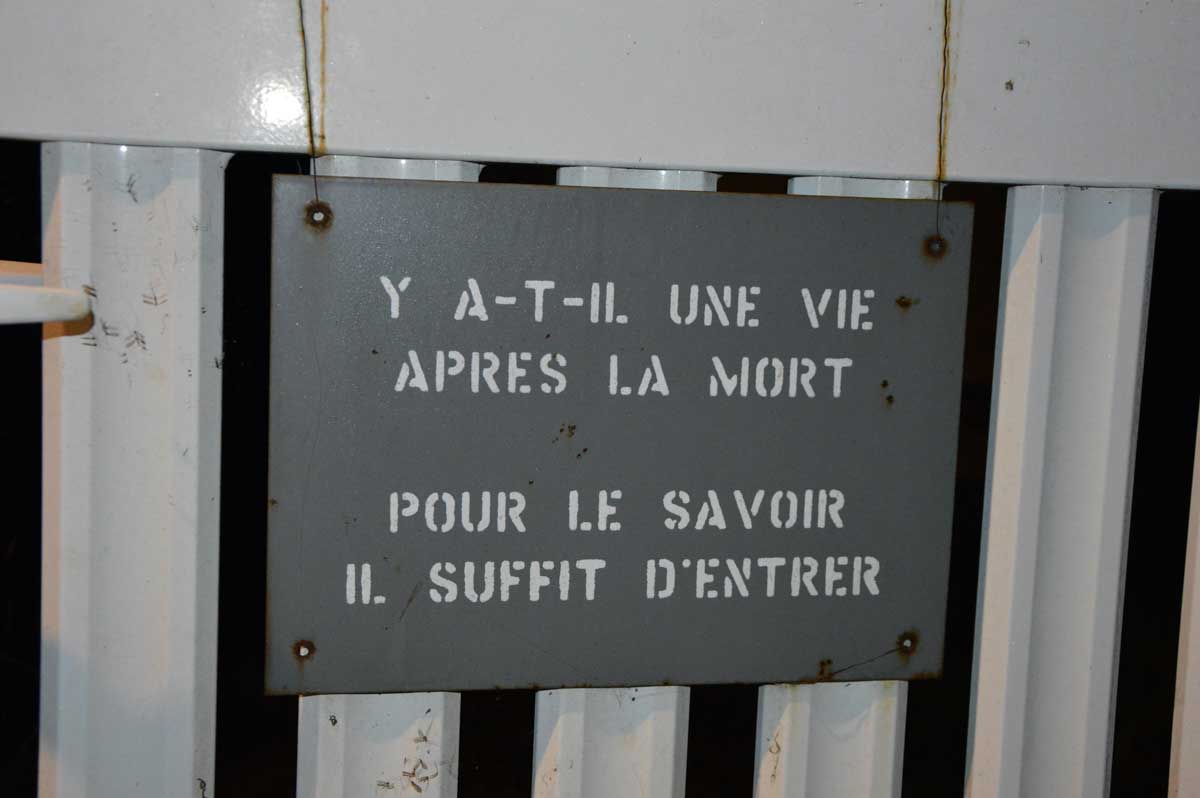 Y A-T-IL UNE VIE
APRES LA MORT
POUR LE SAVOIR
IL SUFFIT D'ENTRER